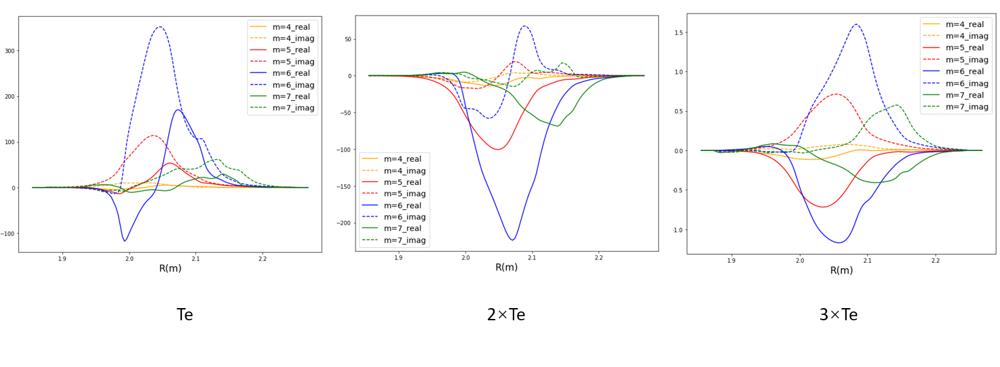 m=4_real
m=4_imag
m=5_real
m=5_imag
m=6_real
m=6_imag
m=7_real
m=7_imag
300
200
100
0
−100
1.9 2.0 2.1 2.2
R(m)
Te
50
0
−50
−100
−150
−200
m=4_real
m=4_imag
m=5_real
m=5_imag
m=6_real
m=6_imag
m=7_real
m=7_imag
1.9 2.0 2.1 2.2
R(m)
2×Te
m=4_real
m=4_imag
m=5_real
m=5_imag
m=6_real
m=6_imag
m=7_real
m=7_imag
1.5
1.0
0.5
0.0
-0.5
-1.0
1.9 2.0 2.1 2.2
R(m)
3×Te